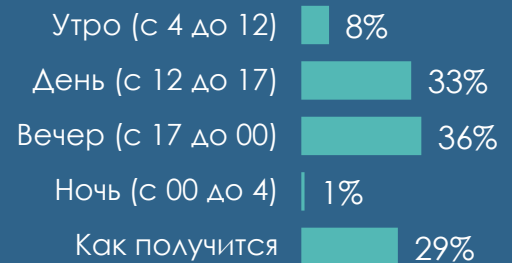 Утро (с 4 до 12) 8%
День (с 12 до 17) 33%
Вечер (с 17 до 00) 36%
Ночь (с 00 до 4) 1%
Как получится 29%